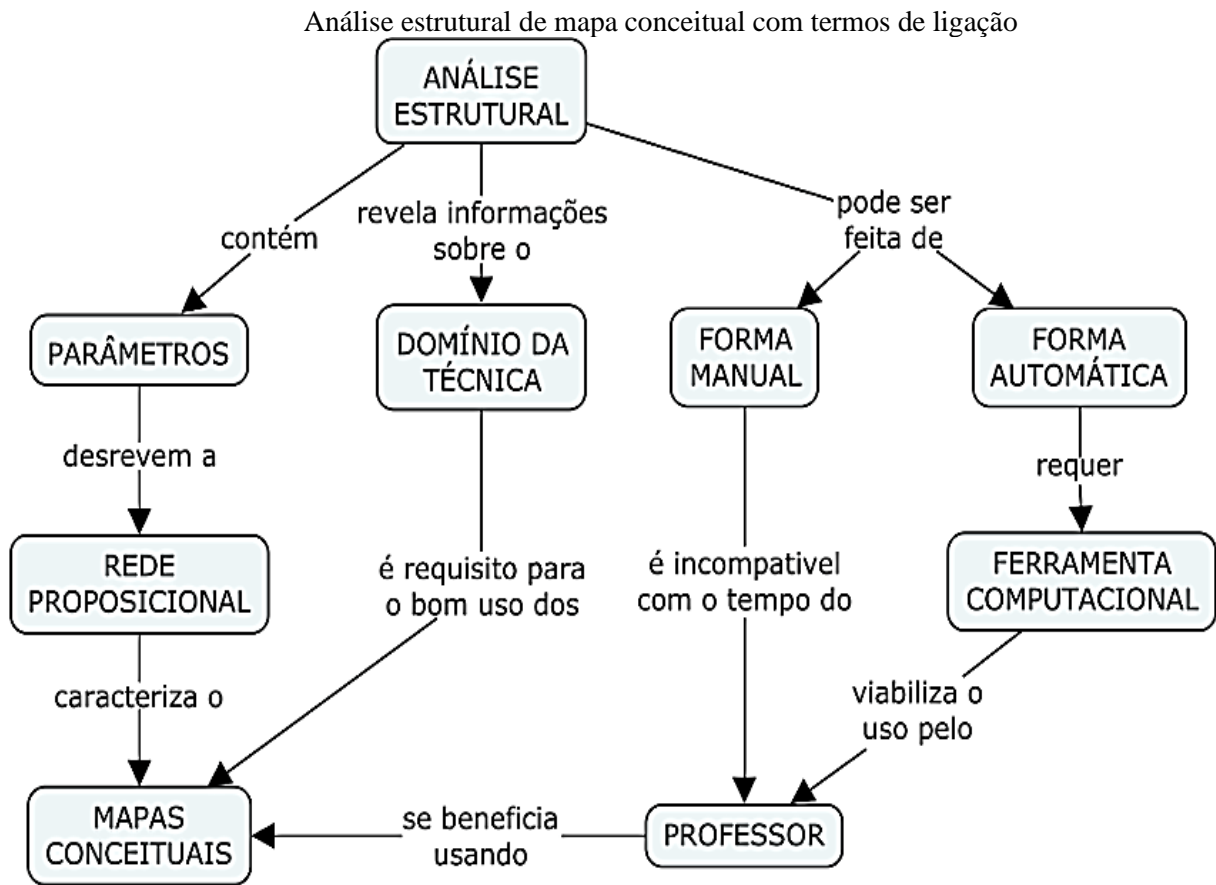 Análise estrutural de mapa conceitual com termos de ligação
ANÁLISE
ESTRUTURAL
contém
revela informações
sobre o
pode ser
feita de
PARÂMETROS
DOMÍNIO DA
TÉCNICA
FORMA
MANUAL
FORMA
AUTOMÁTICA
desrevem a
requer
REDE
PROPOSICIONAL
é requisito para
o bom uso dos
é incompativel
com o tempo do
FERRAMENTA
COMPUTACIONAL
caracteriza o
viabiliza o
uso pelo
MAPAS
CONCEITUAIS
se beneficia
usando
PROFESSOR